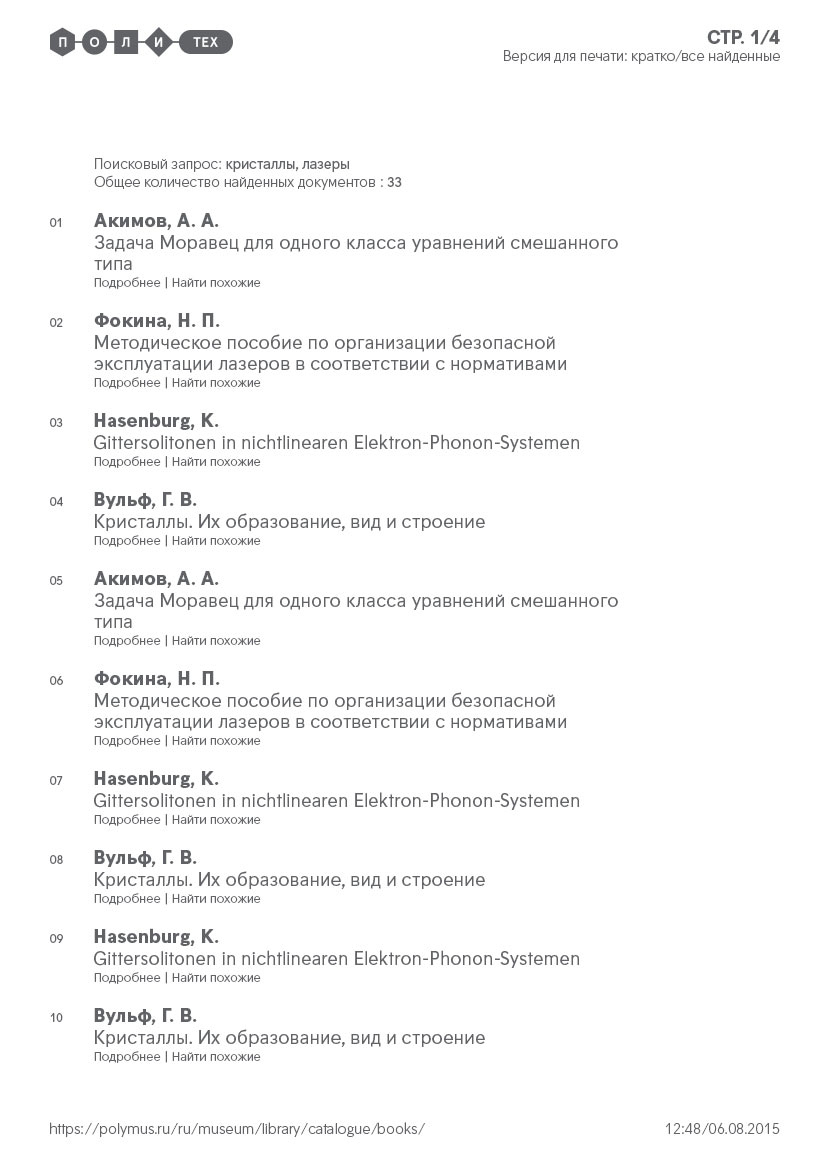 ПОЛИ ТЕХ
СТР. 1/4
Версия для печати: кратко/все найденные
Поисковый запрос: кристаллы, лазеры
Общее количество найденных документов : 33
01 Акимов, А. А.
Задача Моравец для одного класса уравнений смешанного
типа
Подробнее | Найти похожие
02 Фокина, Н. П.
Методическое пособие по организации безопасной
эксплуатации лазеров в соответствии с нормативами
Подробнее | Найти похожие
03 Hasenburg, K.
Gittersolitonen in nichtlinearen Elektron-Phonon-Systemen
Подробнее | Найти похожие
04 Вульф, Г. В.
Кристаллы. Их образование, вид и строение
Подробнее | Найти похожие
05 Акимов, А. А.
Задача Моравец для одного класса уравнений смешанного
типа
Подробнее | Найти похожие
06 Фокина, Н. П.
Методическое пособие по организации безопасной
эксплуатации лазеров в соответствии с нормативами
Подробнее | Найти похожие
07 Hasenburg, K.
Gittersolitonen in nichtlinearen Elektron-Phonon-Systemen
Подробнее | Найти похожие
08 Вульф, Г. В.
Кристаллы. Их образование, вид и строение
Подробнее | Найти похожие
09 Hasenburg, K.
Gittersolitonen in nichtlinearen Elektron-Phonon-Systemen
Подробнее | Найти похожие
10 Вульф, Г. В.
Кристаллы. Их образование, вид и строение
Подробнее | Найти похожие
https://polymus.ru/ru/museum/library/catalogue/books/
12:48/06.08.2015